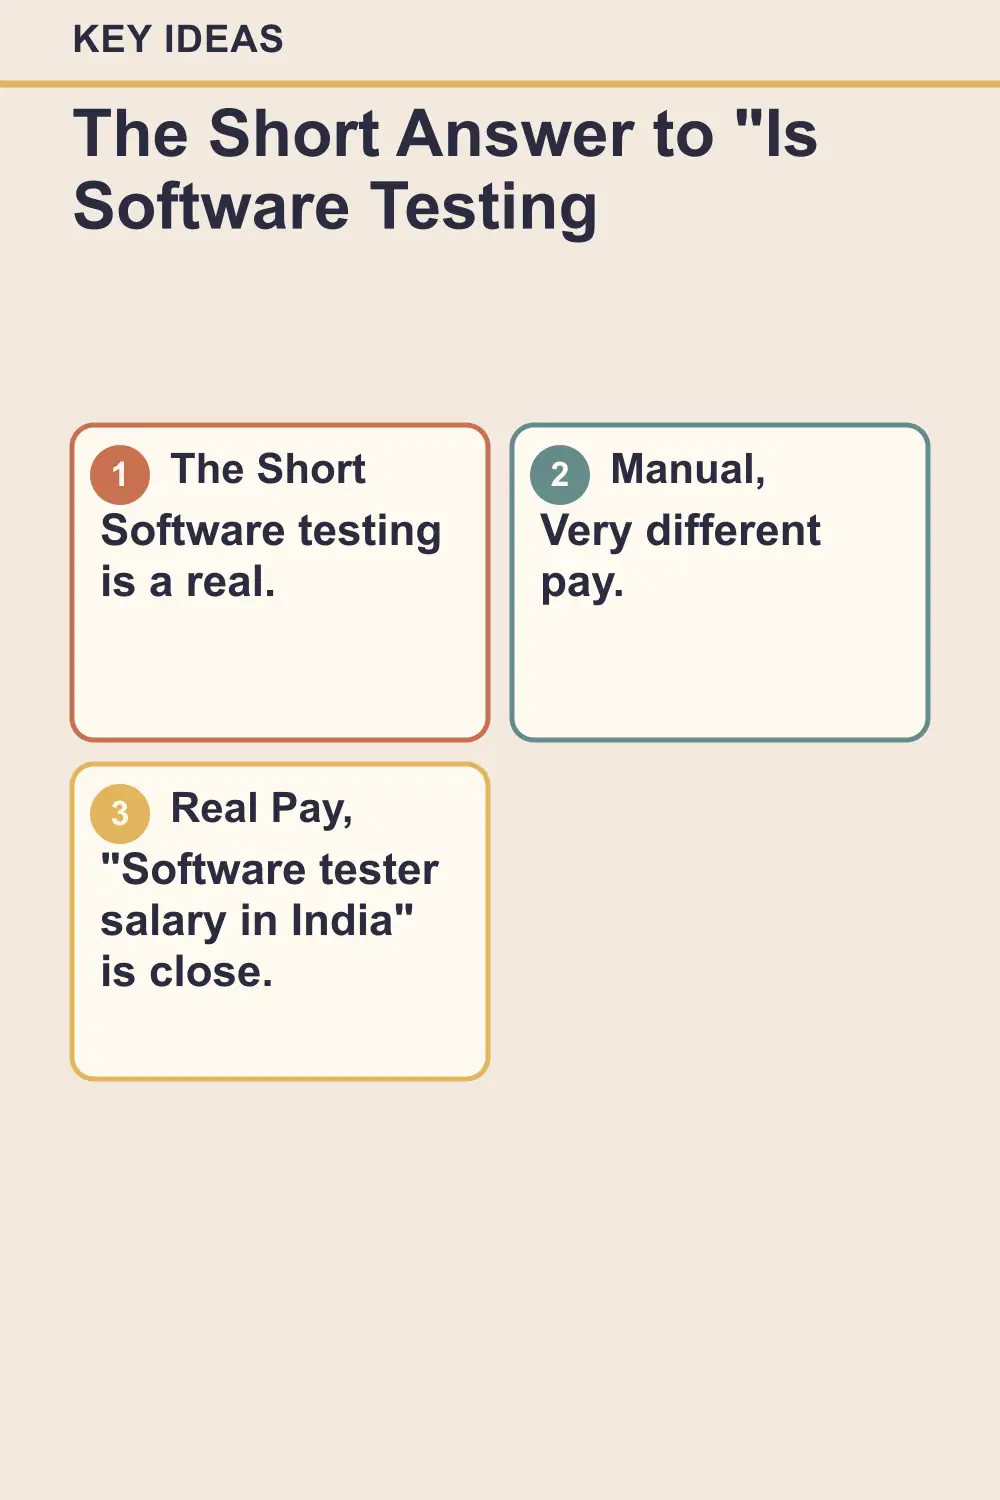 KEY IDEAS
The Short Answer to "Is
Software Testing
1 The Short
Software testing
is a real.
2 Manual,
Very different
pay.
3 Real Pay,
"Software tester
salary in India"
is close.